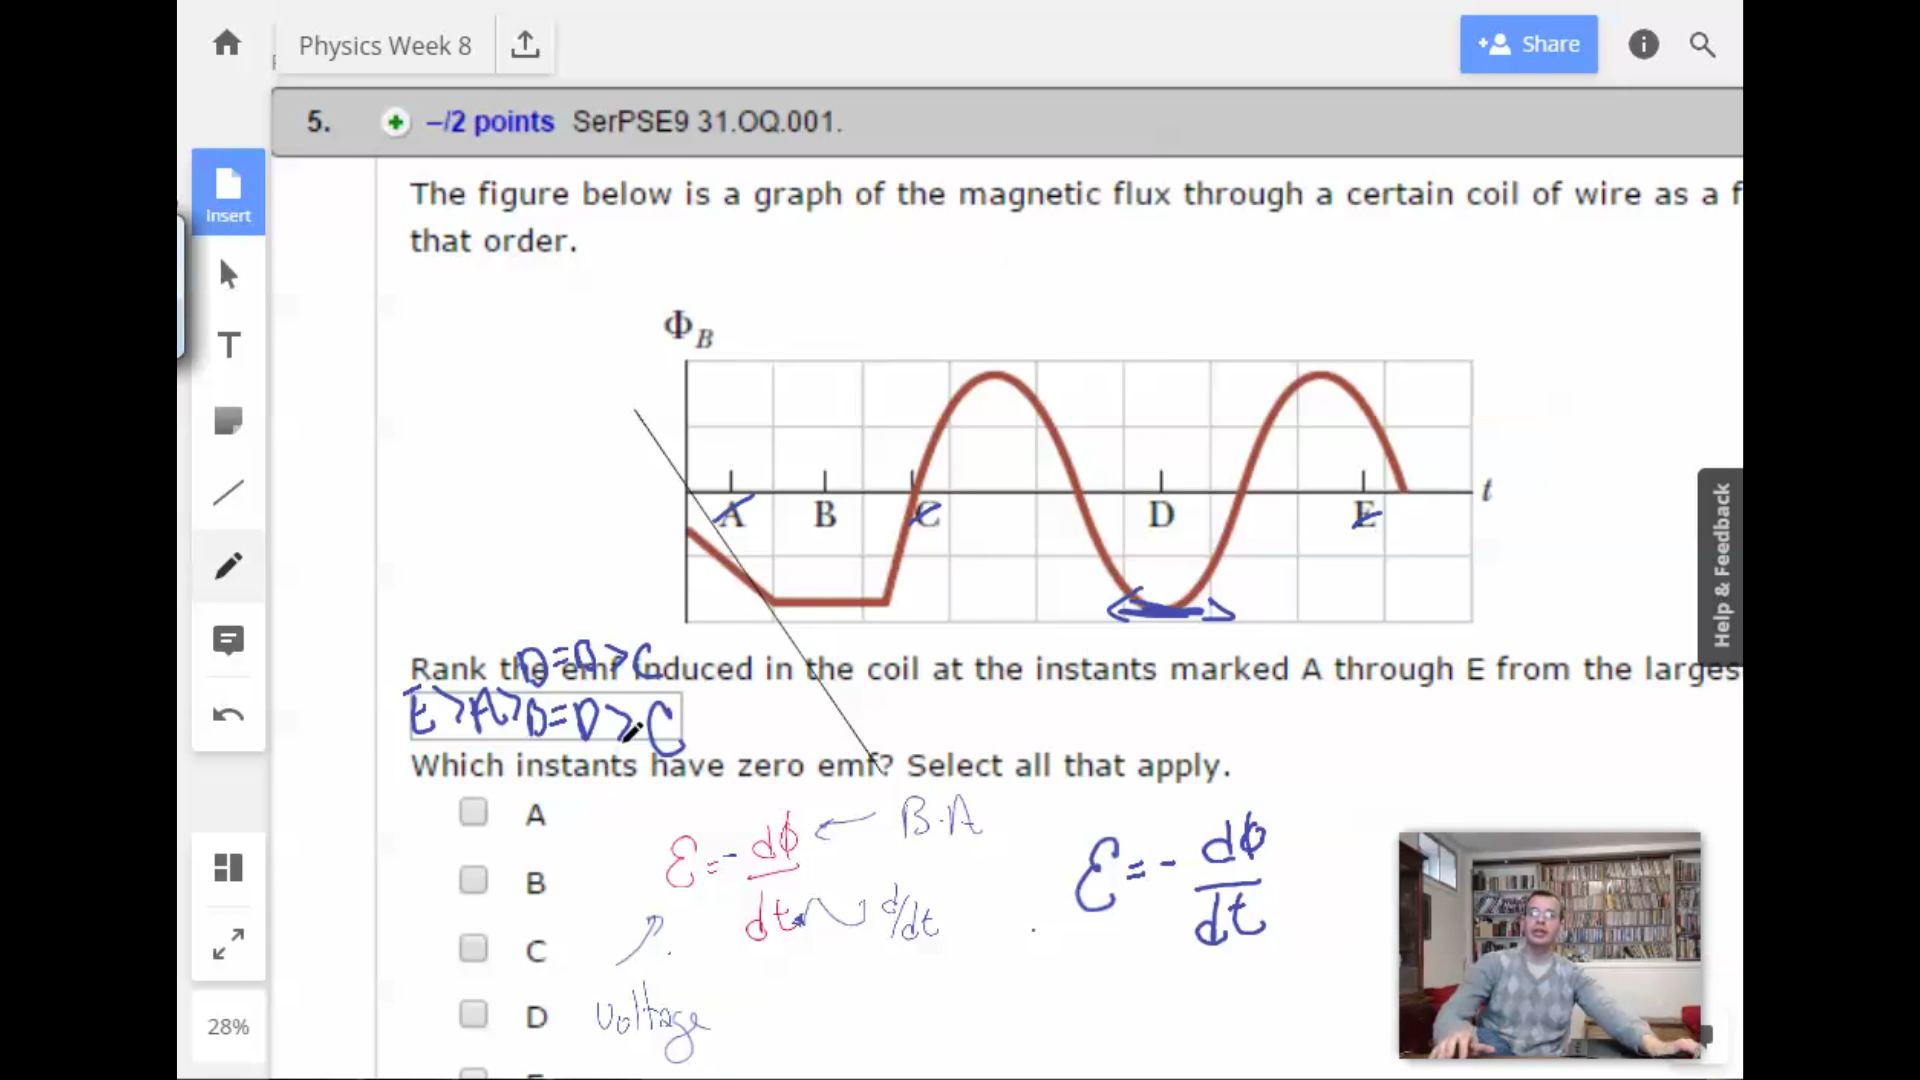 Physics Week 8
Share
5. –/2 points SerPSE9 31.OQ.001.
Insert
The figure below is a graph of the magnetic flux through a certain coil of wire as a f
that order.
Φ_B
t
A B C D E
Help & Feedback
D=B>C
Rank the emf induced in the coil at the instants marked A through E from the larges
E>A>B=D>C
Which instants have zero emf? Select all that apply.
A
B
C
D
ε=-dφ/dt
B·A
d/dt
voltage
ε=-dφ/dt
28%